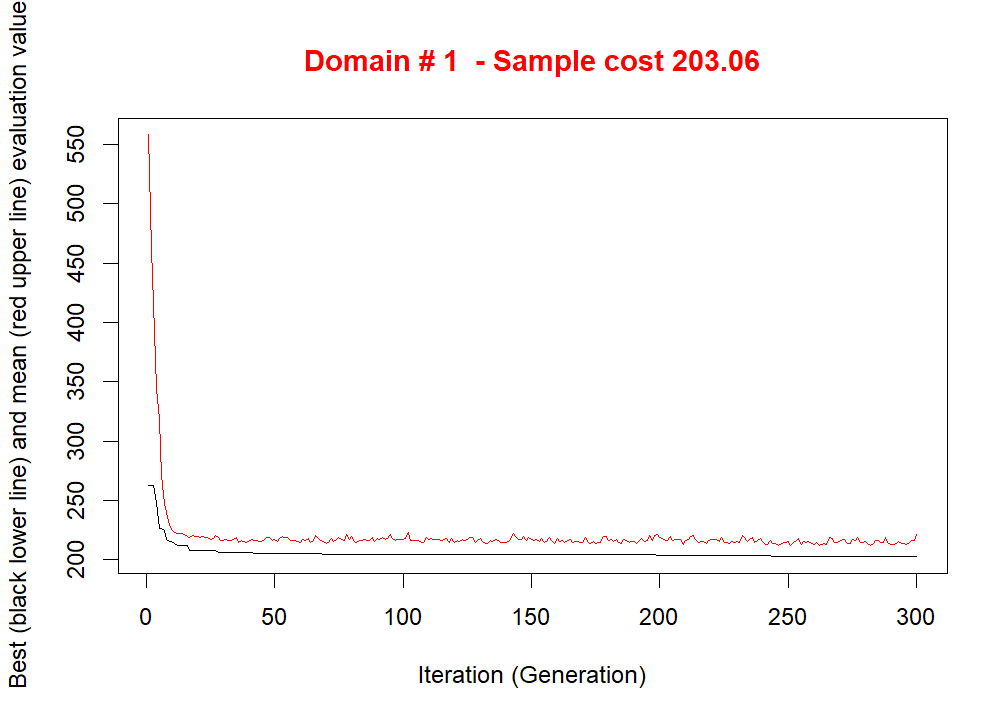 Domain # 1  - Sample cost 203.06
Best (black lower line) and mean (red upper line) evaluation value
550
500
450
400
350
300
250
200
0 50 100 150 200 250 300
Iteration (Generation)